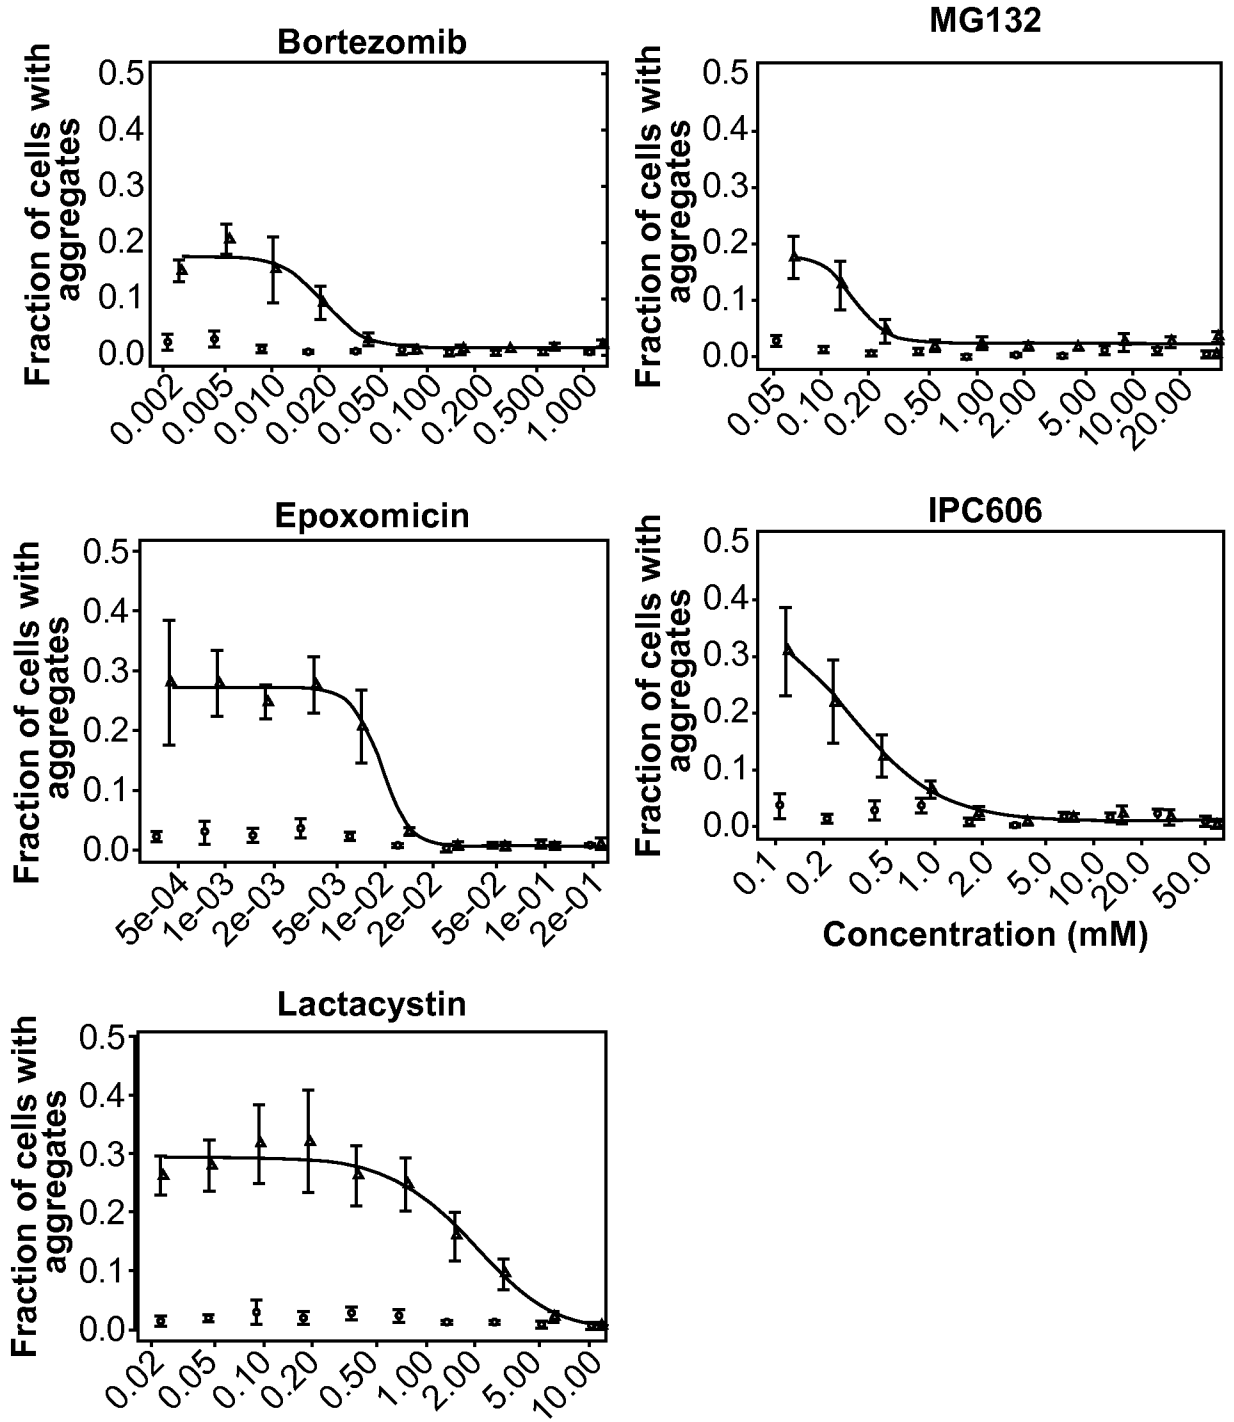 Bortezomib
Fraction of cells with
aggregates
0.5
0.4
0.3
0.2
0.1
0.0
0.002 0.005 0.010 0.020 0.050 0.100 0.200 0.500 1.000
MG132
Fraction of cells with
aggregates
0.5
0.4
0.3
0.2
0.1
0.0
0.05 0.10 0.20 0.50 1.00 2.00 5.00 10.00 20.00
Epoxomicin
Fraction of cells with
aggregates
0.5
0.4
0.3
0.2
0.1
0.0
5e-04 1e-03 2e-03 5e-03 1e-02 2e-02 5e-02 1e-01 2e-01
IPC606
Fraction of cells with
aggregates
0.5
0.4
0.3
0.2
0.1
0.0
0.1 0.2 0.5 1.0 2.0 5.0 10.0 20.0 50.0
Concentration (mM)
Lactacystin
Fraction of cells with
aggregates
0.5
0.4
0.3
0.2
0.1
0.0
0.02 0.05 0.10 0.20 0.50 1.00 2.00 5.00 10.00